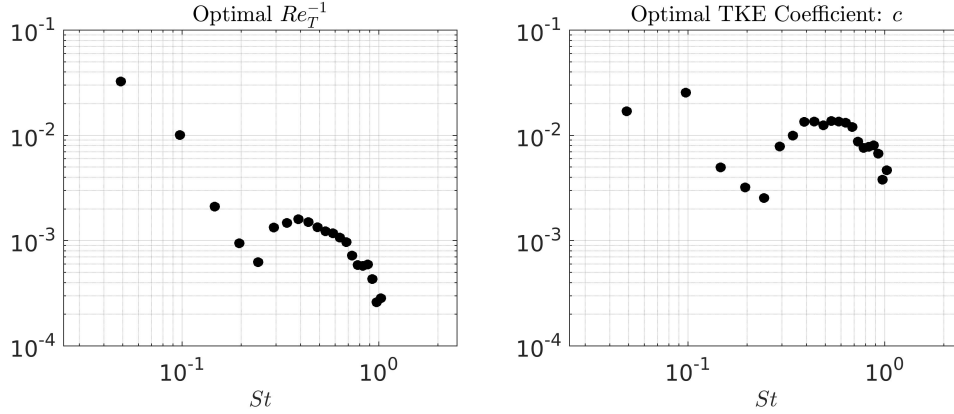 Optimal $Re_T^{-1}$
10^{-1}
10^{-2}
10^{-3}
10^{-4}
10^{-1} 10^{0}
St
Optimal TKE Coefficient: c
10^{-1}
10^{-2}
10^{-3}
10^{-4}
10^{-1} 10^{0}
St